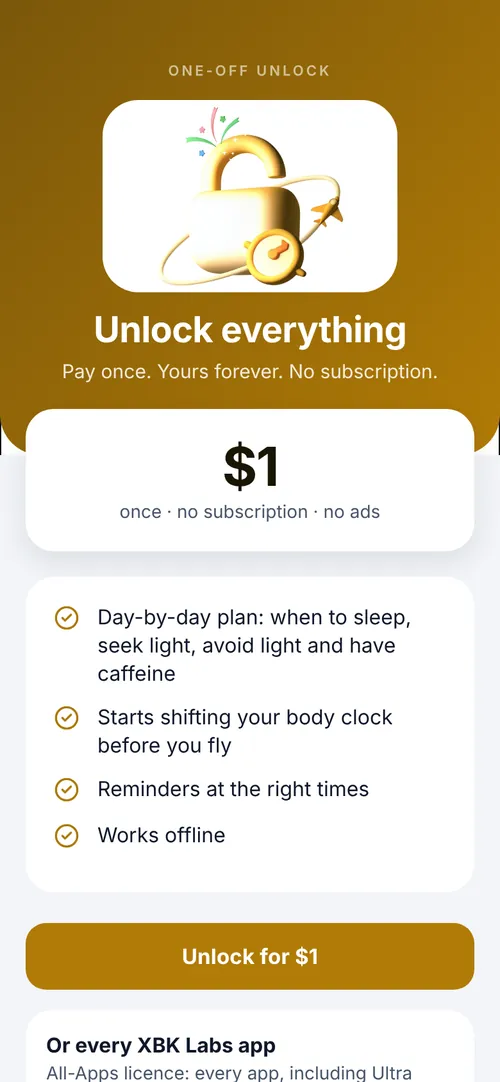 ONE-OFF UNLOCK
Unlock everything
Pay once. Yours forever. No subscription.
$1
once · no subscription · no ads
Day-by-day plan: when to sleep,
seek light, avoid light and have
caffeine
Starts shifting your body clock
before you fly
Reminders at the right times
Works offline
Unlock for $1
Or every XBK Labs app
All-Apps licence: every app, including Ultra